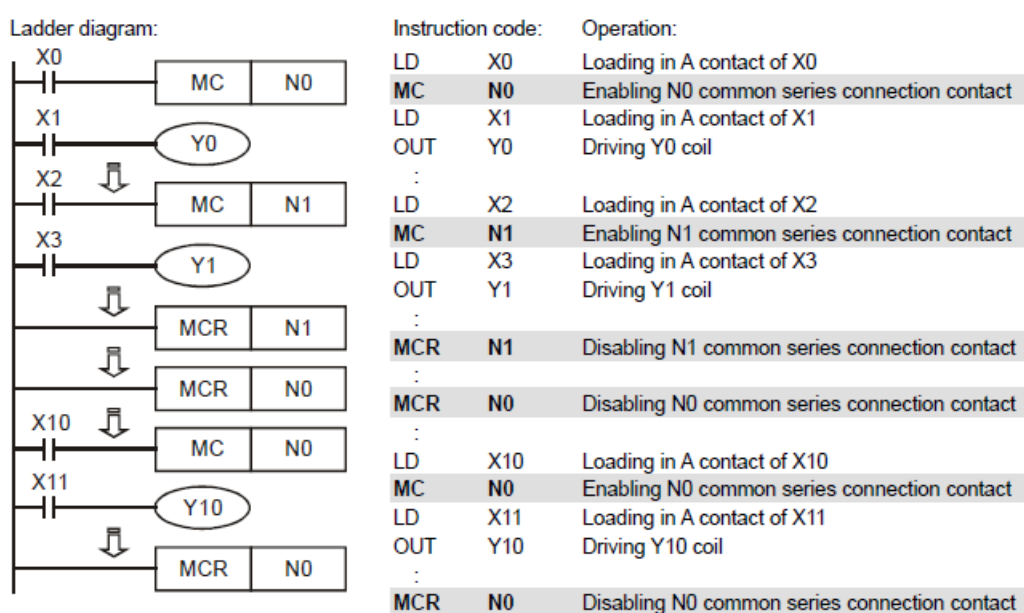 Ladder diagram:
X0
MC N0
X1
Y0
X2
MC N1
X3
Y1
MCR N1
MCR N0
X10
MC N0
X11
Y10
MCR N0
Instruction code: Operation:
LD X0 Loading in A contact of X0
MC N0 Enabling N0 common series connection contact
LD X1 Loading in A contact of X1
OUT Y0 Driving Y0 coil
:
LD X2 Loading in A contact of X2
MC N1 Enabling N1 common series connection contact
LD X3 Loading in A contact of X3
OUT Y1 Driving Y1 coil
:
MCR N1 Disabling N1 common series connection contact
:
MCR N0 Disabling N0 common series connection contact
:
LD X10 Loading in A contact of X10
MC N0 Enabling N0 common series connection contact
LD X11 Loading in A contact of X11
OUT Y10 Driving Y10 coil
:
MCR N0 Disabling N0 common series connection contact